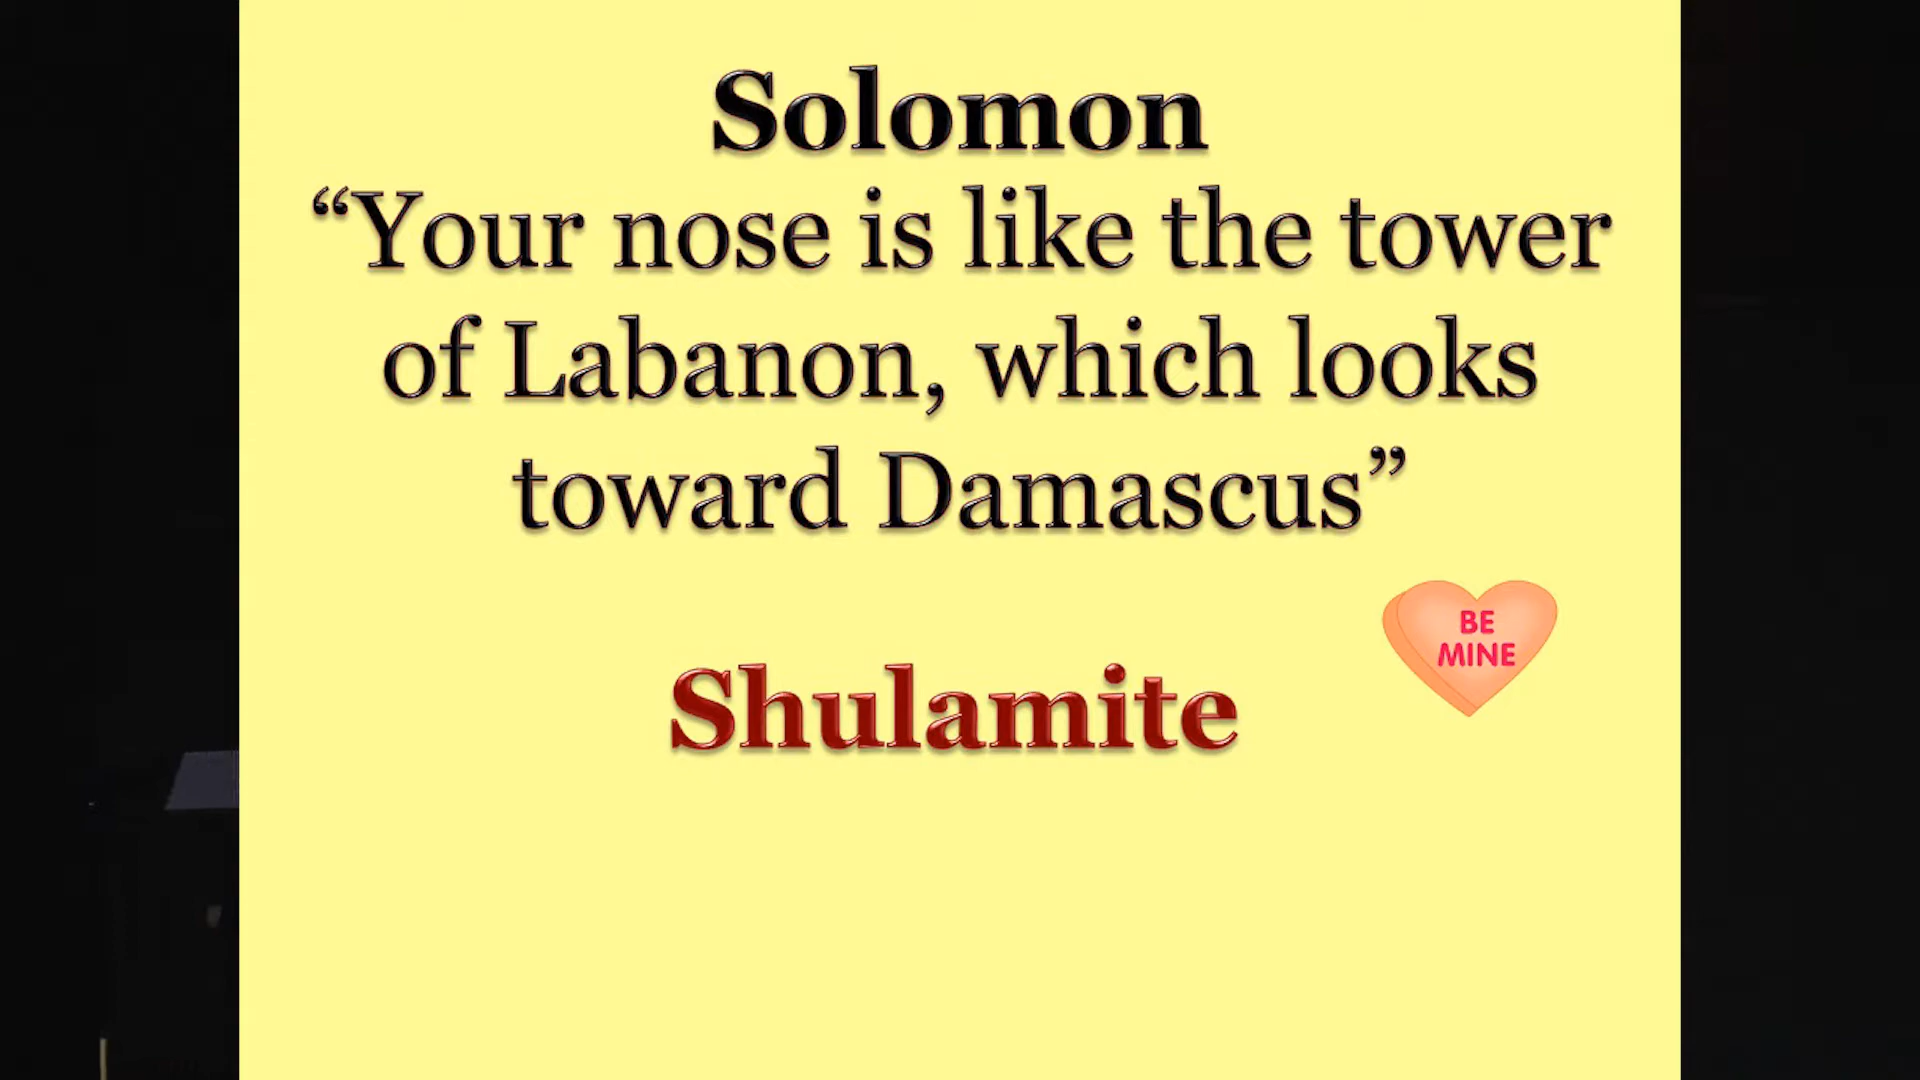 Solomon
“Your nose is like the tower
of Labanon, which looks
toward Damascus”
BE
MINE
Shulamite